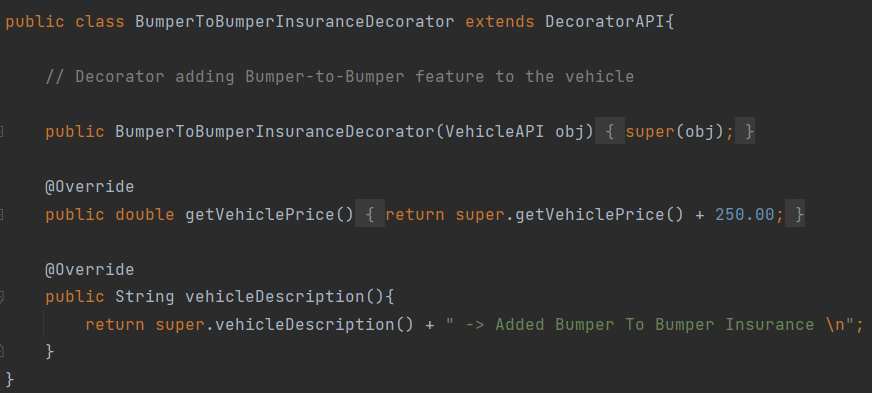 public class BumperToBumperInsuranceDecorator extends DecoratorAPI{
// Decorator adding Bumper-to-Bumper feature to the vehicle
public BumperToBumperInsuranceDecorator(VehicleAPI obj) { super(obj); }
@Override
public double getVehiclePrice() { return super.getVehiclePrice() + 250.00; }
@Override
public String vehicleDescription(){
return super.vehicleDescription() + " -> Added Bumper To Bumper Insurance \n";
}
}